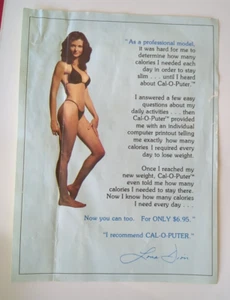 "As a professional model,
it was hard for me to
determine how many
calories I needed each
day in order to stay
slim . . . until I heard
about Cal-O-Puter.™
I answered a few easy
questions about my
daily activities . . . then
Cal-O-Puter™ provided
me with an individual
computer printout telling
me exactly how many
calories I required every
day to lose weight.
Once I reached my
new weight, Cal-O-Puter™
even told me how many
calories I needed to stay there.
Now I know how many calories
I need every day . . .
Now you can too. For ONLY $6.95."
"I recommend CAL-O-PUTER."